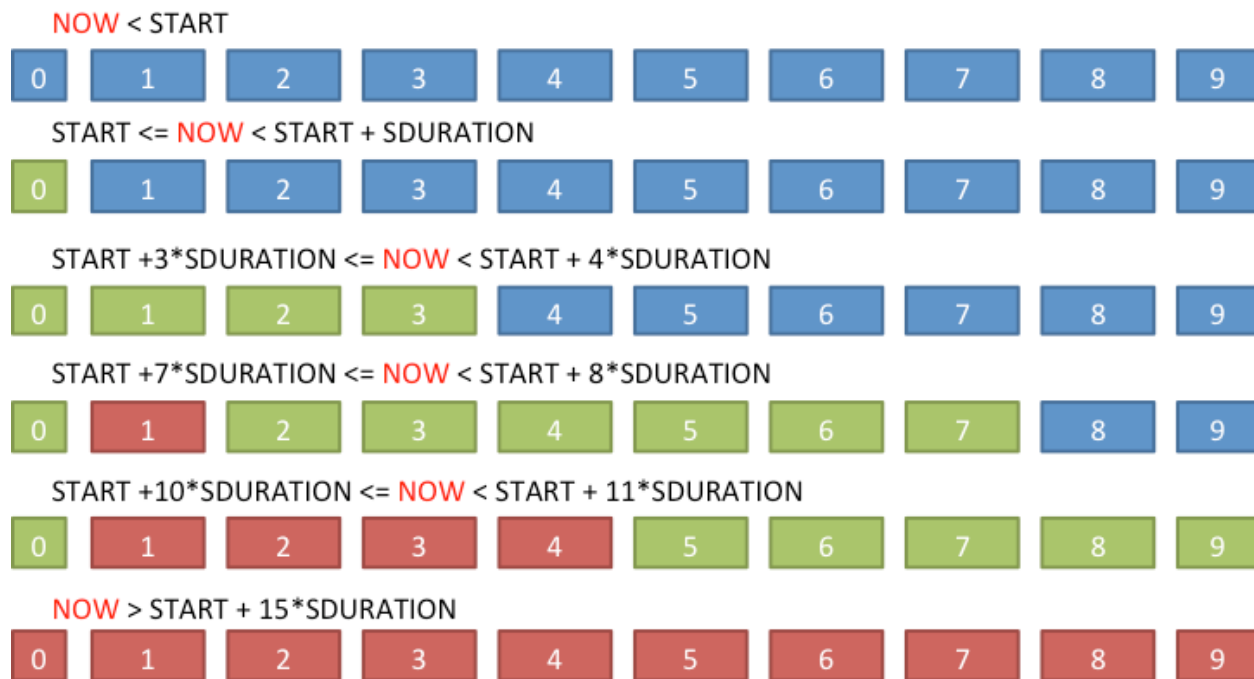 NOW < START
0 1 2 3 4 5 6 7 8 9
START <= NOW < START + SDURATION
0 1 2 3 4 5 6 7 8 9
START +3*SDURATION <= NOW < START + 4*SDURATION
0 1 2 3 4 5 6 7 8 9
START +7*SDURATION <= NOW < START + 8*SDURATION
0 1 2 3 4 5 6 7 8 9
START +10*SDURATION <= NOW < START + 11*SDURATION
0 1 2 3 4 5 6 7 8 9
NOW > START + 15*SDURATION
0 1 2 3 4 5 6 7 8 9